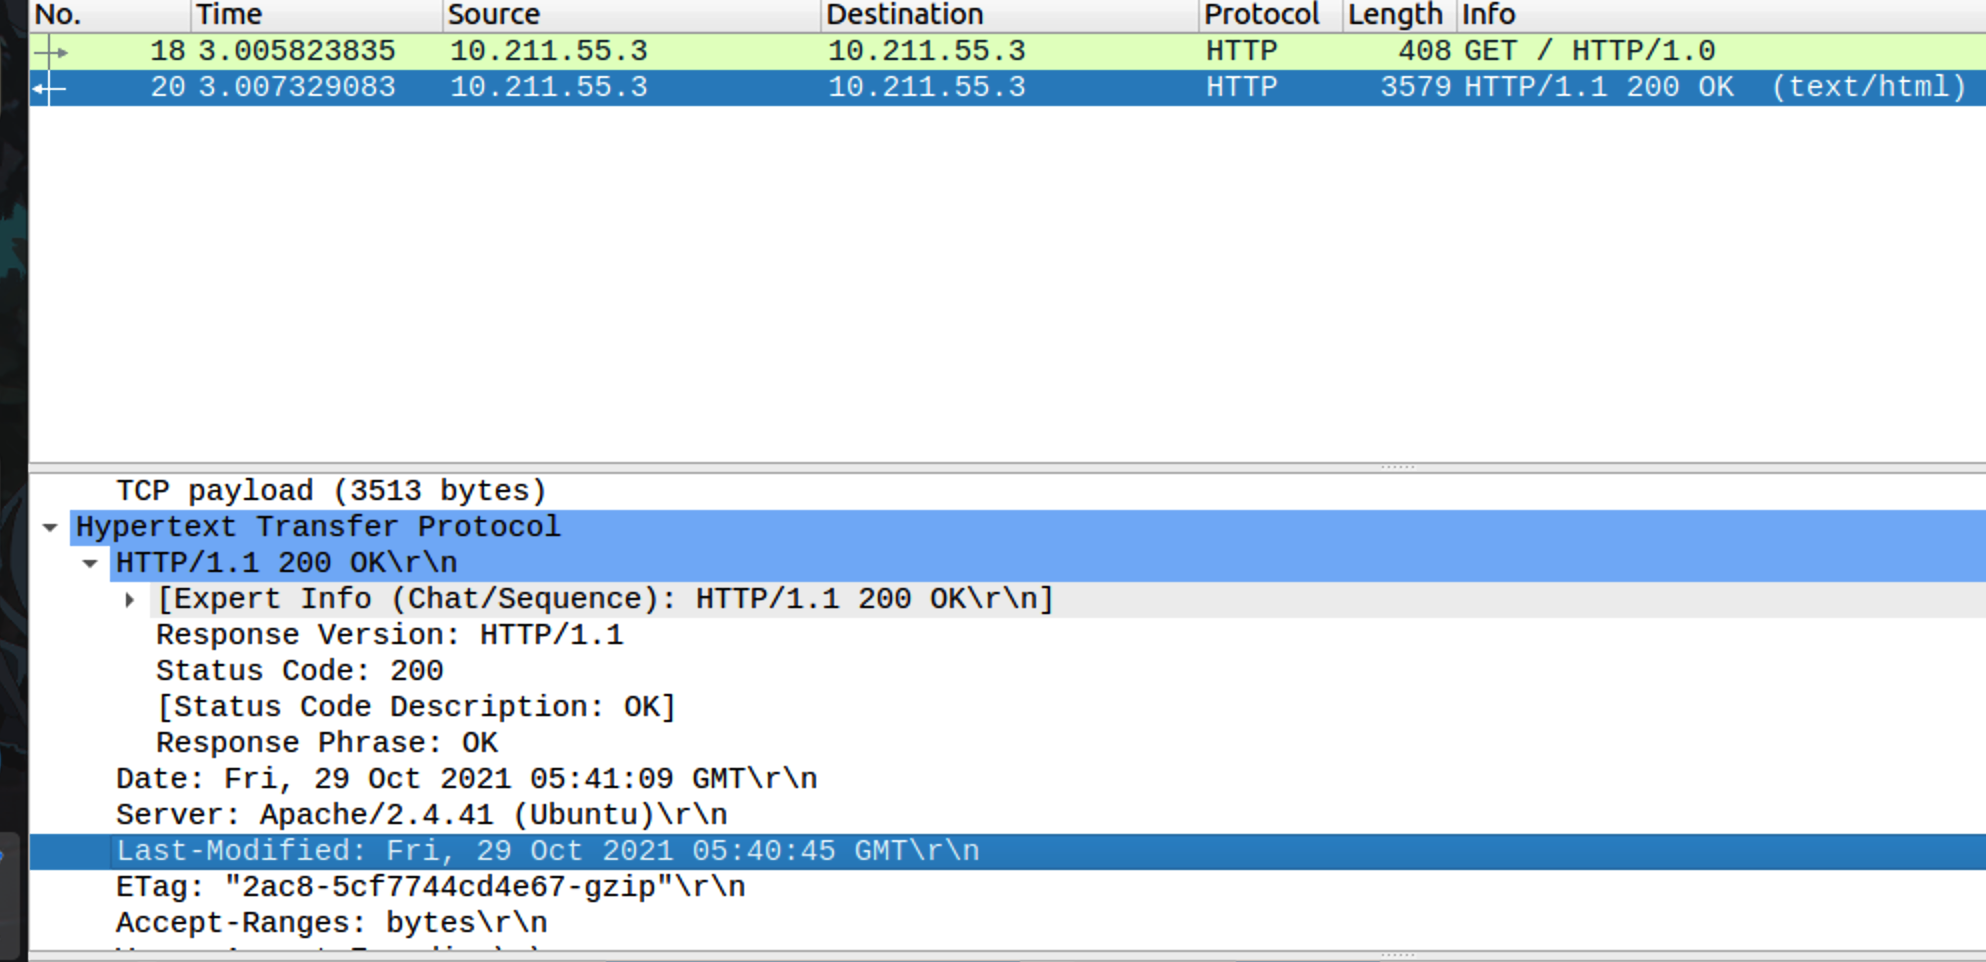 No. Time Source Destination Protocol Length Info
18 3.005823835 10.211.55.3 10.211.55.3 HTTP 408 GET / HTTP/1.0
20 3.007329083 10.211.55.3 10.211.55.3 HTTP 3579 HTTP/1.1 200 OK (text/html)
TCP payload (3513 bytes)
Hypertext Transfer Protocol
HTTP/1.1 200 OK\r\n
[Expert Info (Chat/Sequence): HTTP/1.1 200 OK\r\n]
Response Version: HTTP/1.1
Status Code: 200
[Status Code Description: OK]
Response Phrase: OK
Date: Fri, 29 Oct 2021 05:41:09 GMT\r\n
Server: Apache/2.4.41 (Ubuntu)\r\n
Last-Modified: Fri, 29 Oct 2021 05:40:45 GMT\r\n
ETag: "2ac8-5cf7744cd4e67-gzip"\r\n
Accept-Ranges: bytes\r\n